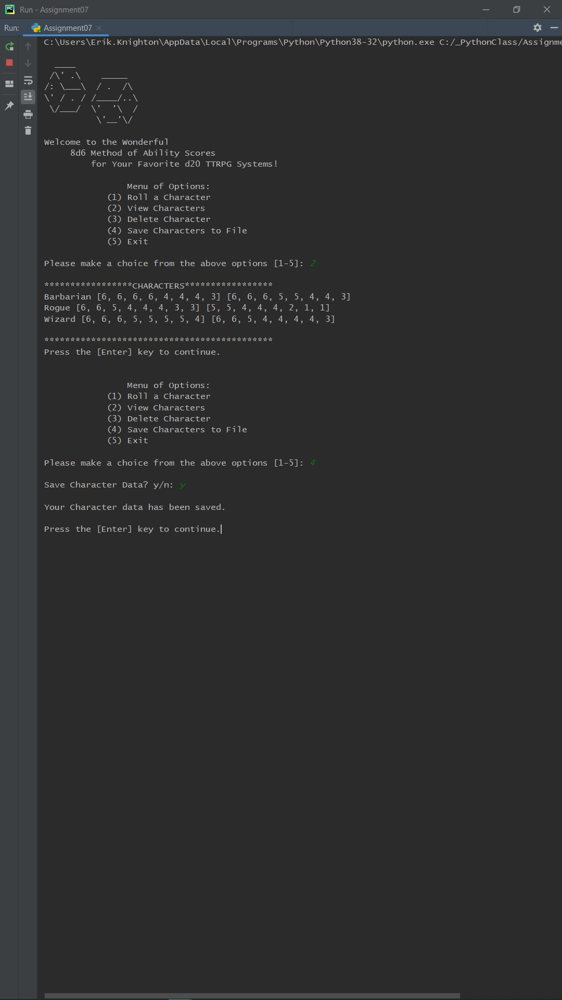 Run - Assignment07
Run: Assignment07
C:\Users\Erik.Knighton\AppData\Local\Programs\Python\Python38-32\python.exe C:/_PythonClass/Assignme
  ____
 /\' .\    _____
/: \___\  / .  /\
\' / . / /____/..\
 \/___/  \'  '\  /
          \'__'\/
Welcome to the Wonderful
     8d6 Method of Ability Scores
         for Your Favorite d20 TTRPG Systems!
Menu of Options:
(1) Roll a Character
(2) View Characters
(3) Delete Character
(4) Save Characters to File
(5) Exit
Please make a choice from the above options [1-5]: 2
*****************CHARACTERS*****************
Barbarian [6, 6, 6, 6, 4, 4, 4, 3] [6, 6, 6, 5, 5, 4, 4, 3]
Rogue [6, 6, 5, 4, 4, 4, 3, 3] [5, 5, 4, 4, 4, 2, 1, 1]
Wizard [6, 6, 6, 5, 5, 5, 5, 4] [6, 6, 5, 4, 4, 4, 4, 3]
********************************************
Press the [Enter] key to continue.
Menu of Options:
(1) Roll a Character
(2) View Characters
(3) Delete Character
(4) Save Characters to File
(5) Exit
Please make a choice from the above options [1-5]: 4
Save Character Data? y/n: y
Your Character data has been saved.
Press the [Enter] key to continue.